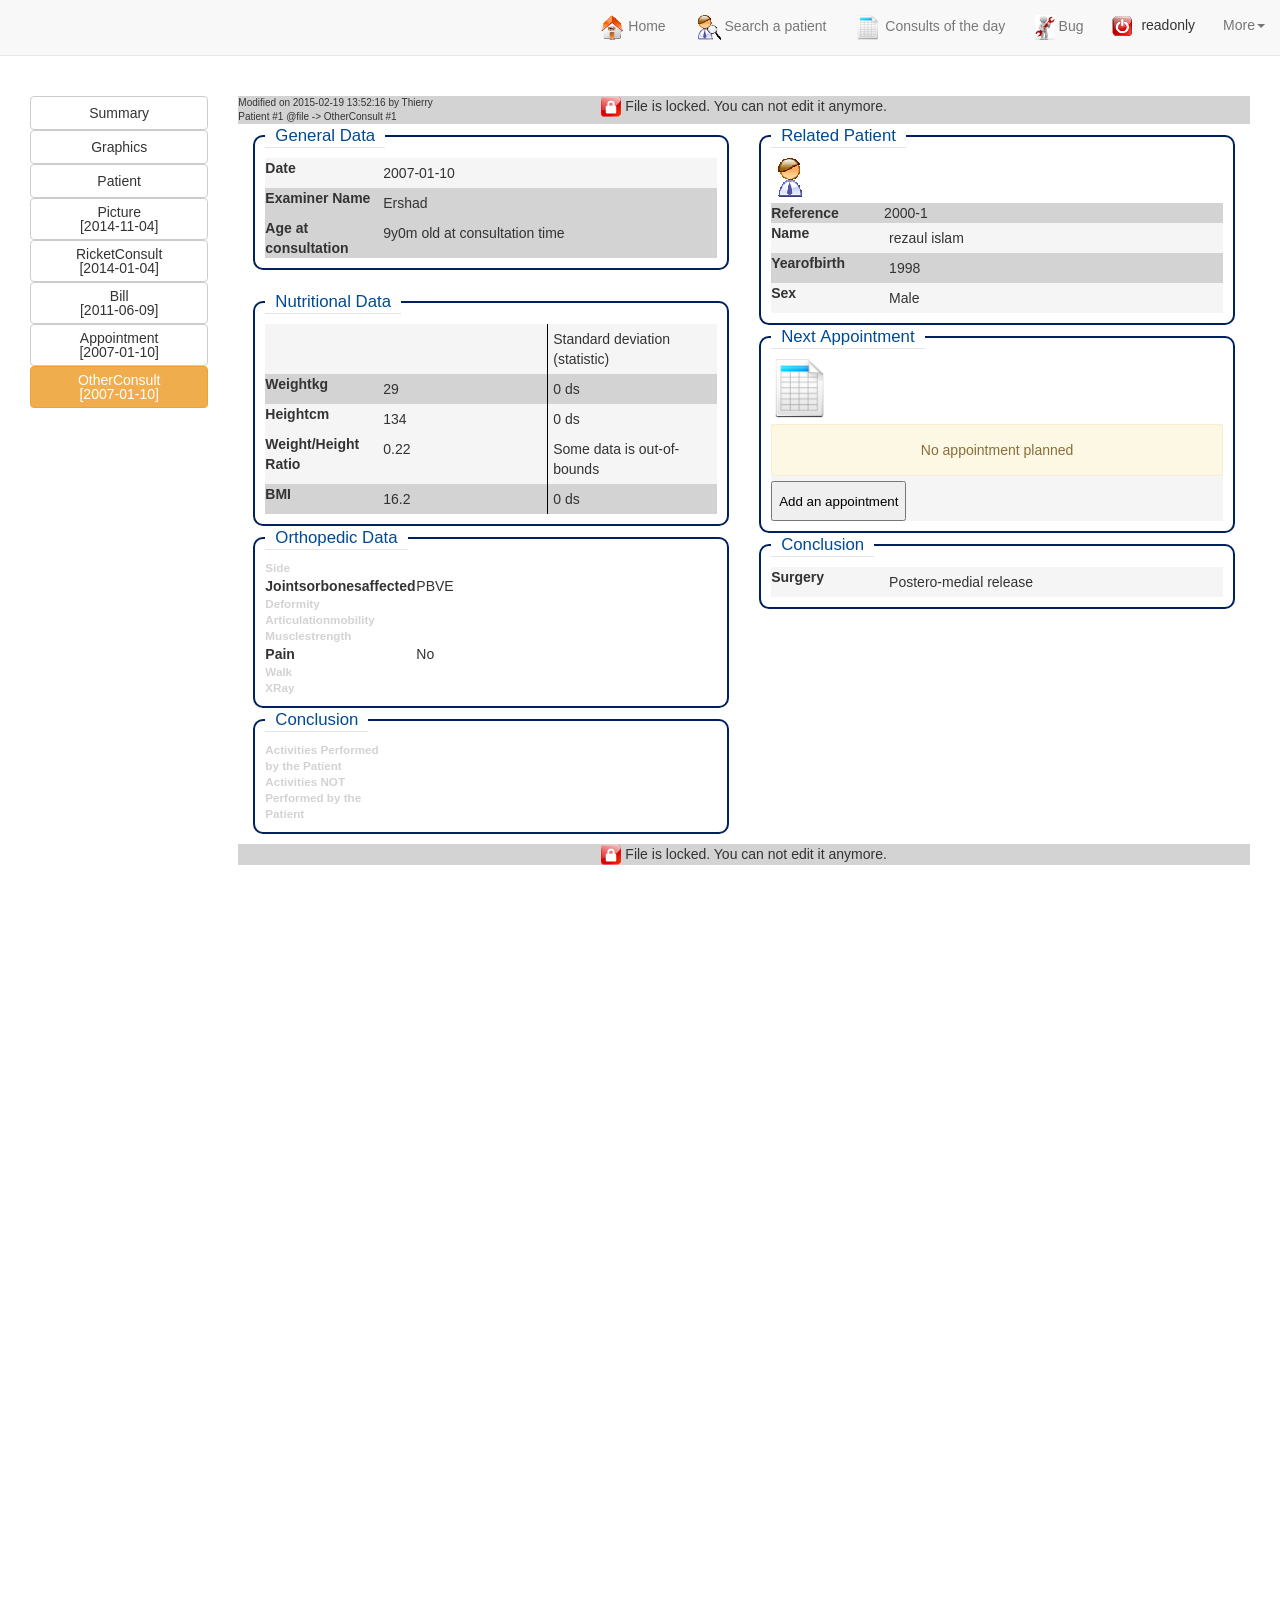 Home Search a patient Consults of the day Bug readonly More
Summary
Graphics
Patient
Picture
[2014-11-04]
RicketConsult
[2014-01-04]
Bill
[2011-06-09]
Appointment
[2007-01-10]
OtherConsult
[2007-01-10]
Modified on 2015-02-19 13:52:16 by Thierry
Patient #1 @file -> OtherConsult #1
File is locked. You can not edit it anymore.
General Data
Date 2007-01-10
Examiner Name Ershad
Age at
consultation
9y0m old at consultation time
Nutritional Data
Standard deviation
(statistic)
Weightkg 29 0 ds
Heightcm 134 0 ds
Weight/Height
Ratio
0.22
Some data is out-of-
bounds
BMI 16.2 0 ds
Orthopedic Data
Side
Jointsorbonesaffected PBVE
Deformity
Articulationmobility
Musclestrength
Pain No
Walk
XRay
Conclusion
Activities Performed
by the Patient
Activities NOT
Performed by the
Patient
Related Patient
Reference 2000-1
Name rezaul islam
Yearofbirth 1998
Sex Male
Next Appointment
No appointment planned
Add an appointment
Conclusion
Surgery Postero-medial release
File is locked. You can not edit it anymore.